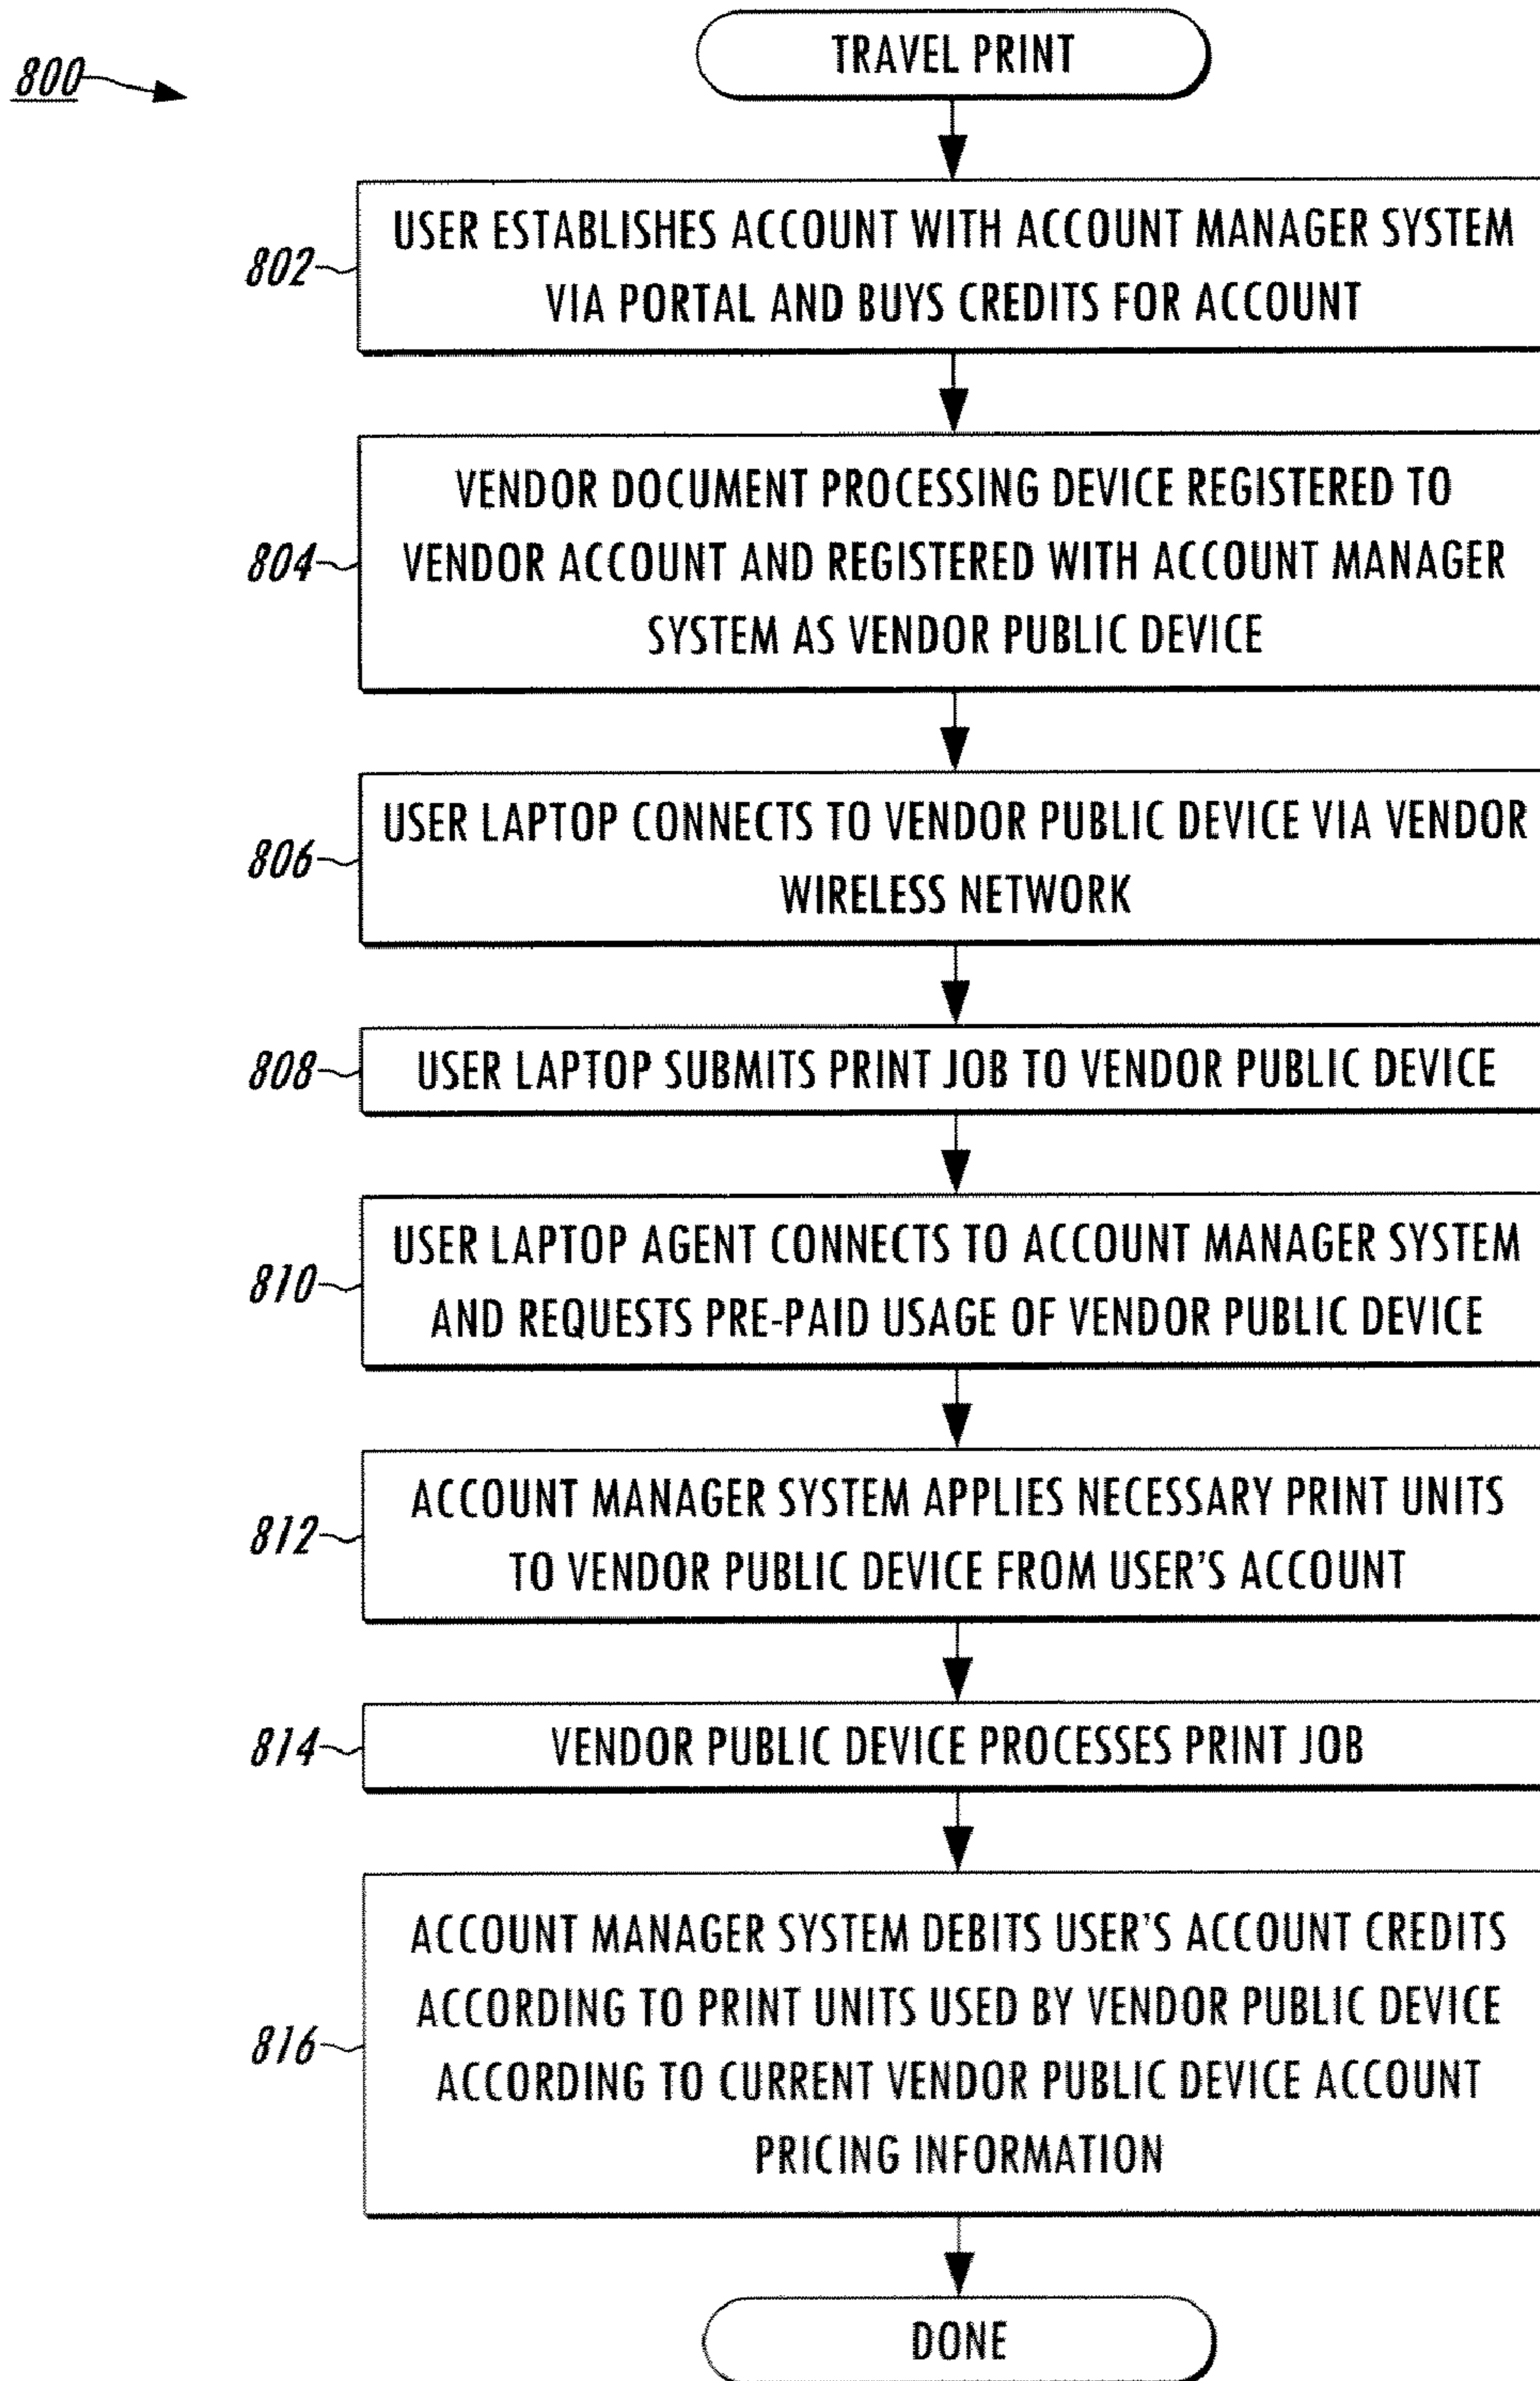 800
TRAVEL PRINT
802
USER ESTABLISHES ACCOUNT WITH ACCOUNT MANAGER SYSTEM
VIA PORTAL AND BUYS CREDITS FOR ACCOUNT
804
VENDOR DOCUMENT PROCESSING DEVICE REGISTERED TO
VENDOR ACCOUNT AND REGISTERED WITH ACCOUNT MANAGER
SYSTEM AS VENDOR PUBLIC DEVICE
806
USER LAPTOP CONNECTS TO VENDOR PUBLIC DEVICE VIA VENDOR
WIRELESS NETWORK
808
USER LAPTOP SUBMITS PRINT JOB TO VENDOR PUBLIC DEVICE
810
USER LAPTOP AGENT CONNECTS TO ACCOUNT MANAGER SYSTEM
AND REQUESTS PRE-PAID USAGE OF VENDOR PUBLIC DEVICE
812
ACCOUNT MANAGER SYSTEM APPLIES NECESSARY PRINT UNITS
TO VENDOR PUBLIC DEVICE FROM USER'S ACCOUNT
814
VENDOR PUBLIC DEVICE PROCESSES PRINT JOB
816
ACCOUNT MANAGER SYSTEM DEBITS USER'S ACCOUNT CREDITS
ACCORDING TO PRINT UNITS USED BY VENDOR PUBLIC DEVICE
ACCORDING TO CURRENT VENDOR PUBLIC DEVICE ACCOUNT
PRICING INFORMATION
DONE